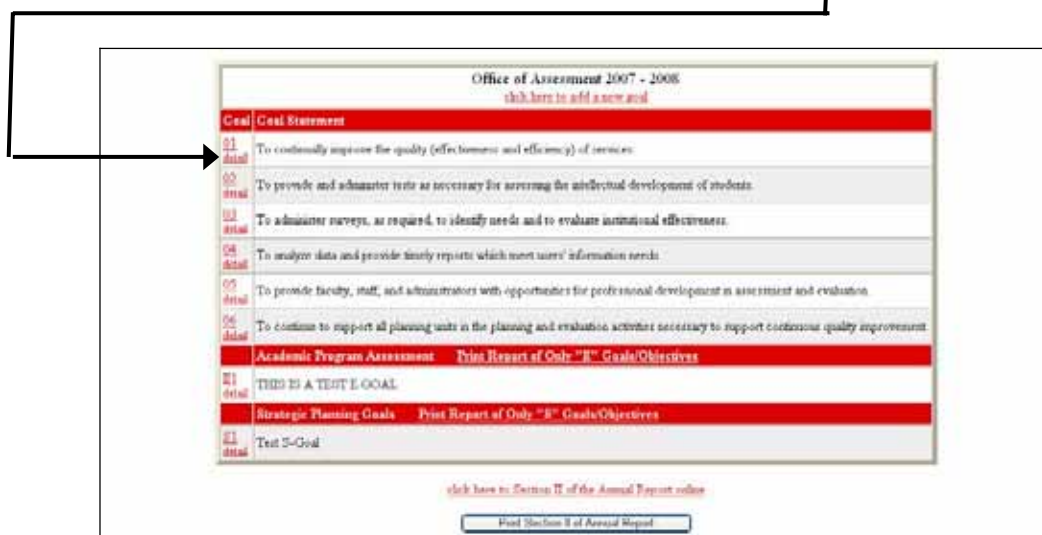 Office of Assessment 2007 - 2008
click here to add a new goal
Goal Goal Statement
01 detail To continually improve the quality (effectiveness and efficiency) of services
02 detail To provide and administer tests as necessary for assessing the intellectual development of students.
03 detail To administer surveys, as required, to identify needs and to evaluate institutional effectiveness.
04 detail To analyze data and provide timely reports which meet users' information needs
05 detail To provide faculty, staff, and administrators with opportunities for professional development in assessment and evaluation.
06 detail To continue to support all planning units in the planning and evaluation activities necessary to support continuous quality improvement
Academic Program Assessment Print Report of Only "E" Goals/Objectives
E1 detail THIS IS A TEST E GOAL
Strategic Planning Goals Print Report of Only "S" Goals/Objectives
S1 detail Test S-Goal
click here to Section II of the Annual Report online
Print Section II of Annual Report